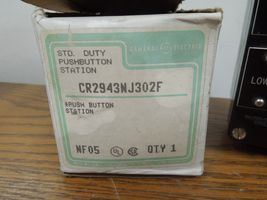 STD. DUTY
PUSHBUTTON
STATION
GENERAL ELECTRIC
CR2943NJ302F
PUSH BUTTON
STATION
NF05
QTY 1
LOW